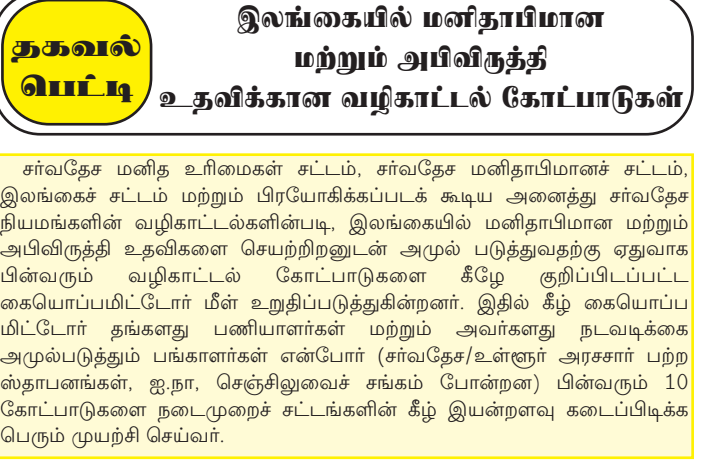 தகவல்
பெட்டி
இலங்கையில் மனிதாபிமான
மற்றும் அபிவிருத்தி
உதவிக்கான வழிகாட்டல் கோட்பாடுகள்
சர்வதேச மனித உரிமைகள் சட்டம், சர்வதேச மனிதாபிமானச் சட்டம்,
இலங்கைச் சட்டம் மற்றும் பிரயோகிக்கப்படக் கூடிய அனைத்து சர்வதேச
நியமங்களின் வழிகாட்டல்களின்படி, இலங்கையில் மனிதாபிமான மற்றும்
அபிவிருத்தி உதவிகளை செயற்றிறனுடன் அமுல் படுத்துவதற்கு ஏதுவாக
பின்வரும் வழிகாட்டல் கோட்பாடுகளை கீழே குறிப்பிடப்பட்ட
கையொப்பமிட்டோர் மீள் உறுதிப்படுத்துகின்றனர். இதில் கீழ் கையொப்ப
மிட்டோர் தங்களது பணியாளர்கள் மற்றும் அவர்களது நடவடிக்கை
அமுல்படுத்தும் பங்காளர்கள் என்போர் (சர்வதேச/உள்ளூர் அரசசார் பற்ற
ஸ்தாபனங்கள், ஐ.நா, செஞ்சிலுவைச் சங்கம் போன்றன) பின்வரும் 10
கோட்பாடுகளை நடைமுறைச் சட்டங்களின் கீழ் இயன்றளவு கடைப்பிடிக்க
பெரும் முயற்சி செய்வர்.